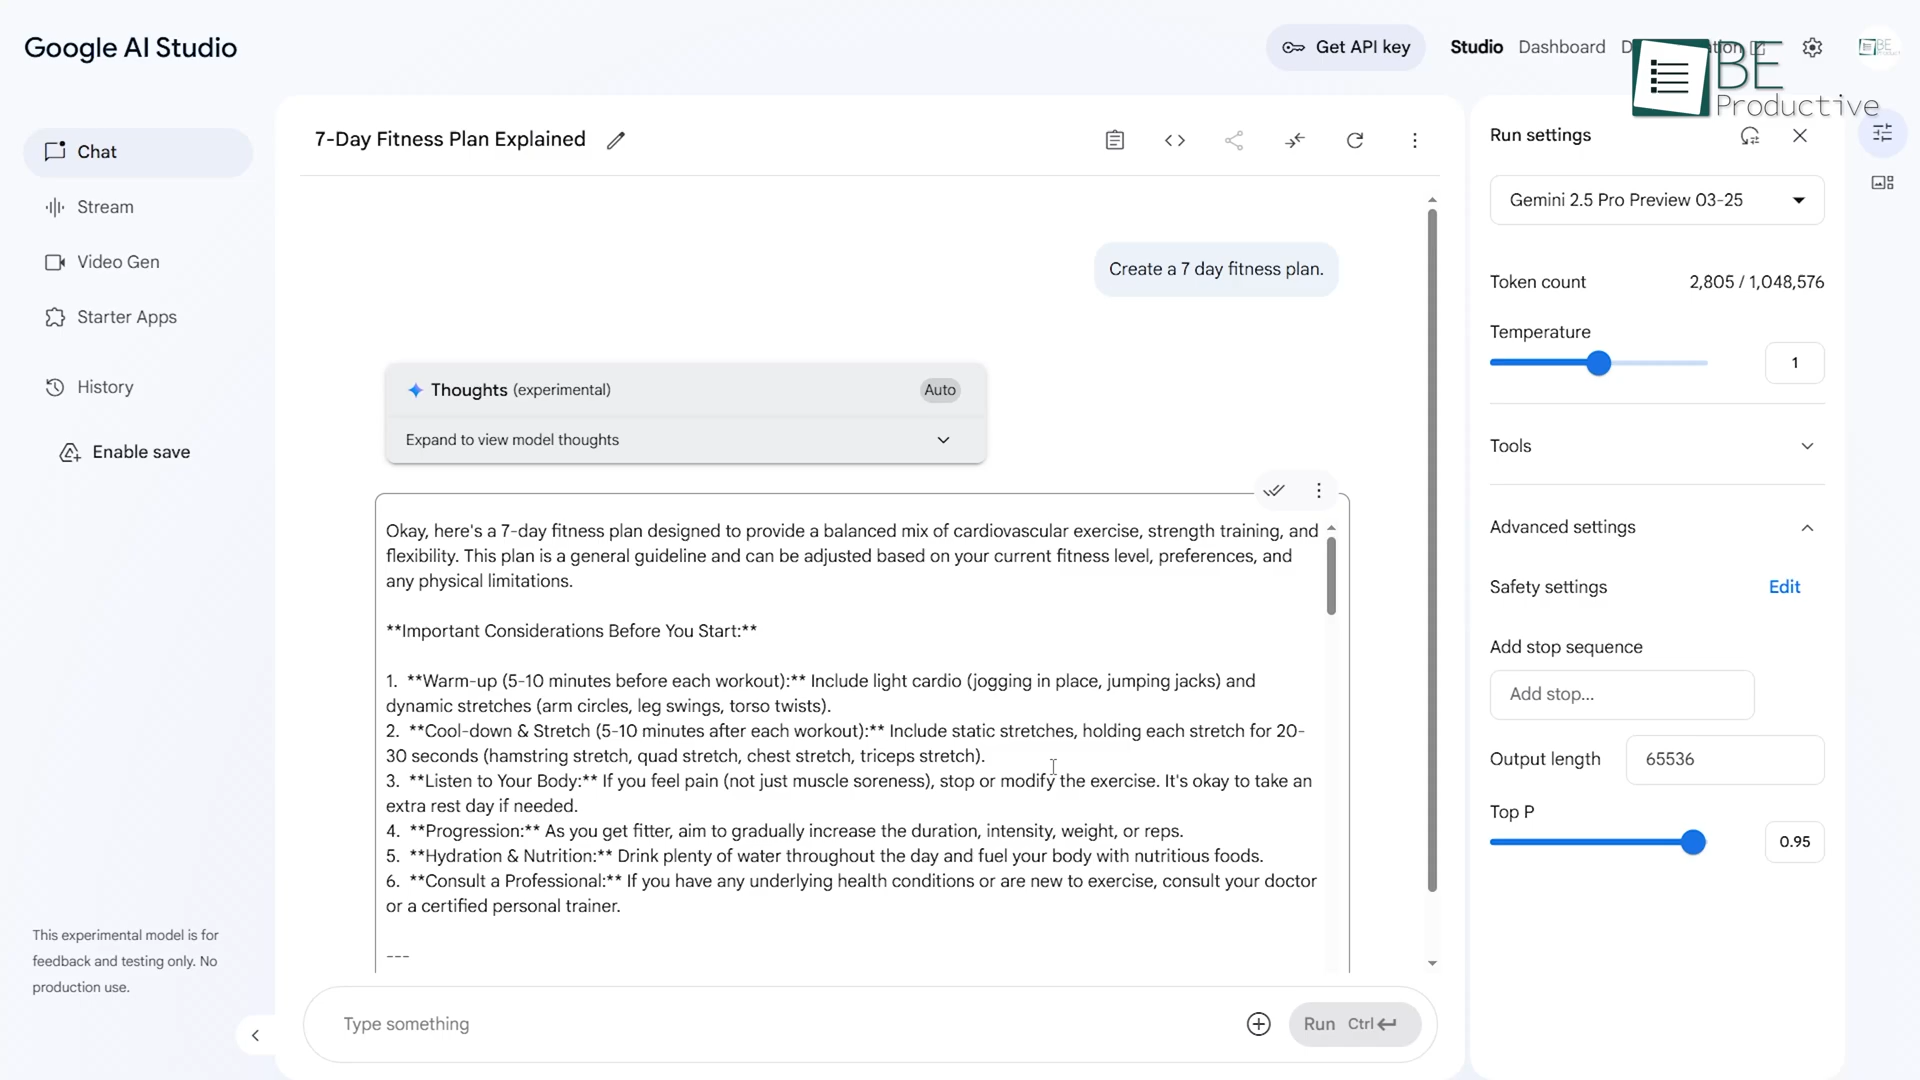 Google AI Studio
Get API key
Studio
Dashboard
BE
Productive
Chat
Stream
Video Gen
Starter Apps
History
Enable save
This experimental model is for
feedback and testing only. No
production use.
7-Day Fitness Plan Explained
Create a 7 day fitness plan.
Thoughts (experimental)
Auto
Expand to view model thoughts
Okay, here's a 7-day fitness plan designed to provide a balanced mix of cardiovascular exercise, strength training, and
flexibility. This plan is a general guideline and can be adjusted based on your current fitness level, preferences, and
any physical limitations.
**Important Considerations Before You Start:**
1. **Warm-up (5-10 minutes before each workout):** Include light cardio (jogging in place, jumping jacks) and
dynamic stretches (arm circles, leg swings, torso twists).
2. **Cool-down & Stretch (5-10 minutes after each workout):** Include static stretches, holding each stretch for 20-
30 seconds (hamstring stretch, quad stretch, chest stretch, triceps stretch).
3. **Listen to Your Body:** If you feel pain (not just muscle soreness), stop or modify the exercise. It's okay to take an
extra rest day if needed.
4. **Progression:** As you get fitter, aim to gradually increase the duration, intensity, weight, or reps.
5. **Hydration & Nutrition:** Drink plenty of water throughout the day and fuel your body with nutritious foods.
6. **Consult a Professional:** If you have any underlying health conditions or are new to exercise, consult your doctor
or a certified personal trainer.
---
Type something
Run Ctrl
Run settings
Gemini 2.5 Pro Preview 03-25
Token count 2,805 / 1,048,576
Temperature
1
Tools
Advanced settings
Safety settings Edit
Add stop sequence
Add stop...
Output length 65536
Top P
0.95